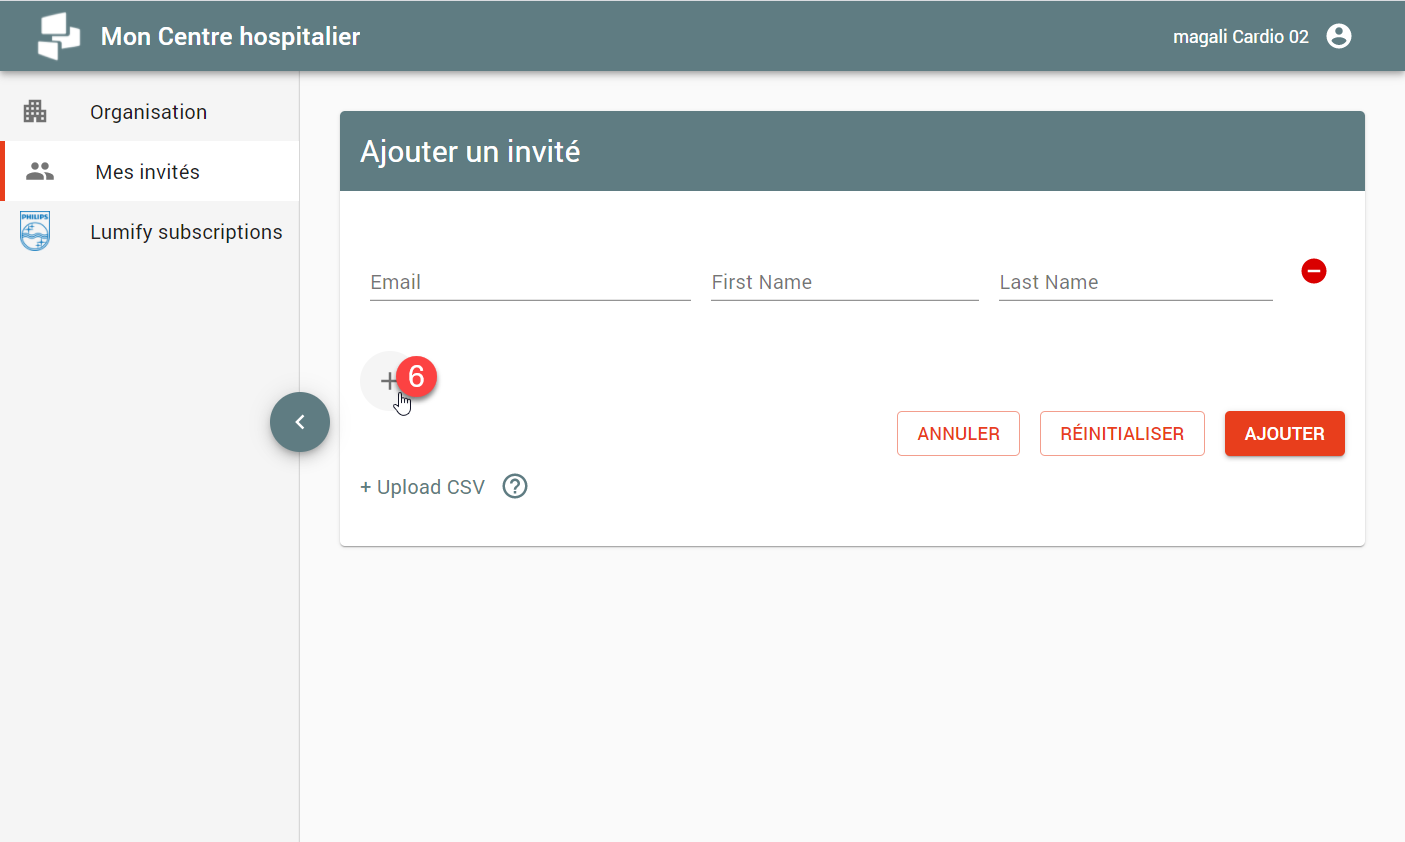 Mon Centre hospitalier
magali Cardio 02
Organisation
Mes invités
PHILIPS
Lumify subscriptions
Ajouter un invité
Email
First Name
Last Name
+ 6
ANNULER
RÉINITIALISER
AJOUTER
+ Upload CSV ?